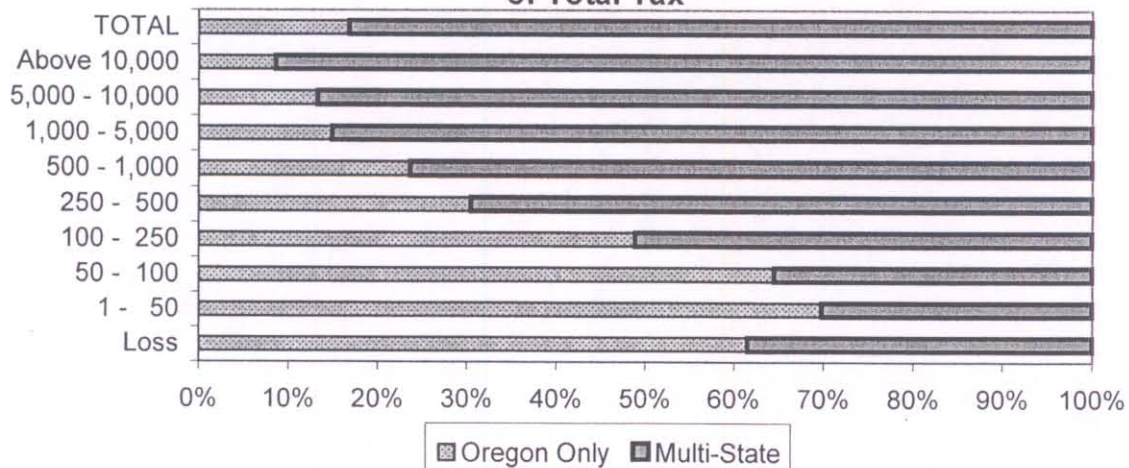 of Total Tax
TOTAL
Above 10,000
5,000 - 10,000
1,000 - 5,000
500 - 1,000
250 - 500
100 - 250
50 - 100
1 - 50
Loss
0% 10% 20% 30% 40% 50% 60% 70% 80% 90% 100%
Oregon Only Multi-State